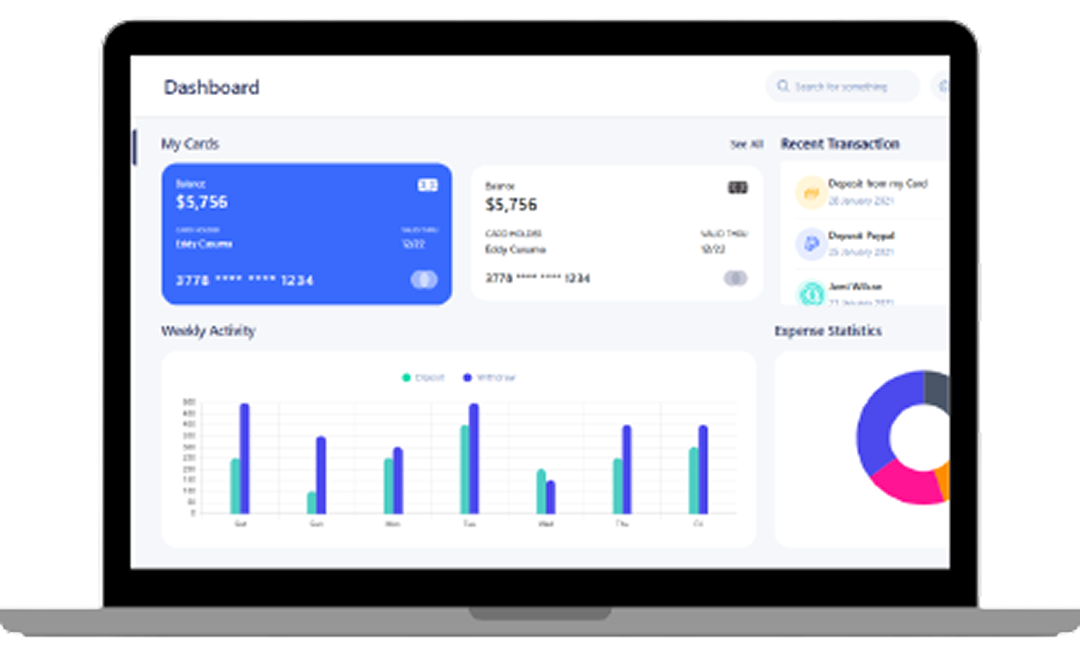 Dashboard
Search for something
My Cards
See All
Recent Transaction
Balance
$5,756
CARD HOLDER
VALID THRU
Eddy Cusuma
12/22
3778 **** **** 1234
Balance
$5,756
CARD HOLDER
VALID THRU
Eddy Cusuma
12/22
3778 **** **** 1234
Deposit from my Card
28 January 2021
Deposit Paypal
25 January 2021
Jemi Wilson
21 January 2021
Weekly Activity
Expense Statistics
Deposit
Withdraw
500
450
400
350
300
250
200
150
100
50
0
Sat
Sun
Mon
Tue
Wed
Thu
Fri